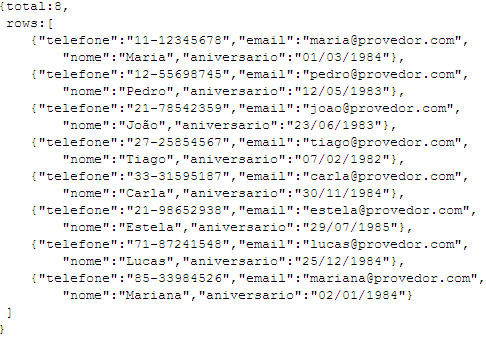 {total:8,
rows:[
{"telefone":"11-12345678","email":"maria@provedor.com",
"nome":"Maria","aniversario":"01/03/1984"},
{"telefone":"12-55698745","email":"pedro@provedor.com",
"nome":"Pedro","aniversario":"12/05/1983"},
{"telefone":"21-78542359","email":"joao@provedor.com",
"nome":"João","aniversario":"23/06/1983"},
{"telefone":"27-25854567","email":"tiago@provedor.com",
"nome":"Tiago","aniversario":"07/02/1982"},
{"telefone":"33-31595187","email":"carla@provedor.com",
"nome":"Carla","aniversario":"30/11/1984"},
{"telefone":"21-98652938","email":"estela@provedor.com",
"nome":"Estela","aniversario":"29/07/1985"},
{"telefone":"71-87241548","email":"lucas@provedor.com",
"nome":"Lucas","aniversario":"25/12/1984"},
{"telefone":"85-33984526","email":"mariana@provedor.com",
"nome":"Mariana","aniversario":"02/01/1984"}
]
}